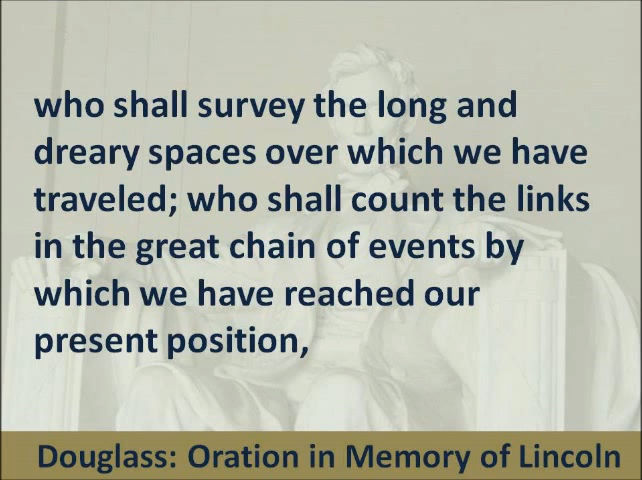 who shall survey the long and
dreary spaces over which we have
traveled; who shall count the links
in the great chain of events by
which we have reached our
present position,
Douglass: Oration in Memory of Lincoln